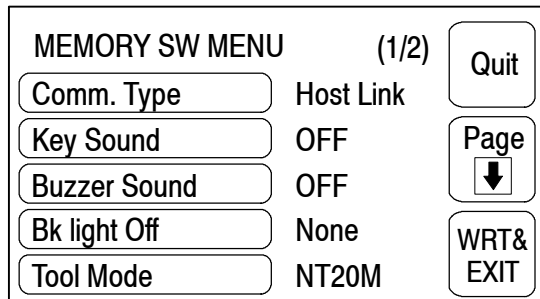 MEMORY SW MENU (1/2)
Quit
Comm. Type Host Link
Key Sound OFF
Page
Buzzer Sound OFF
Bk light Off None
WRT&
EXIT
Tool Mode NT20M